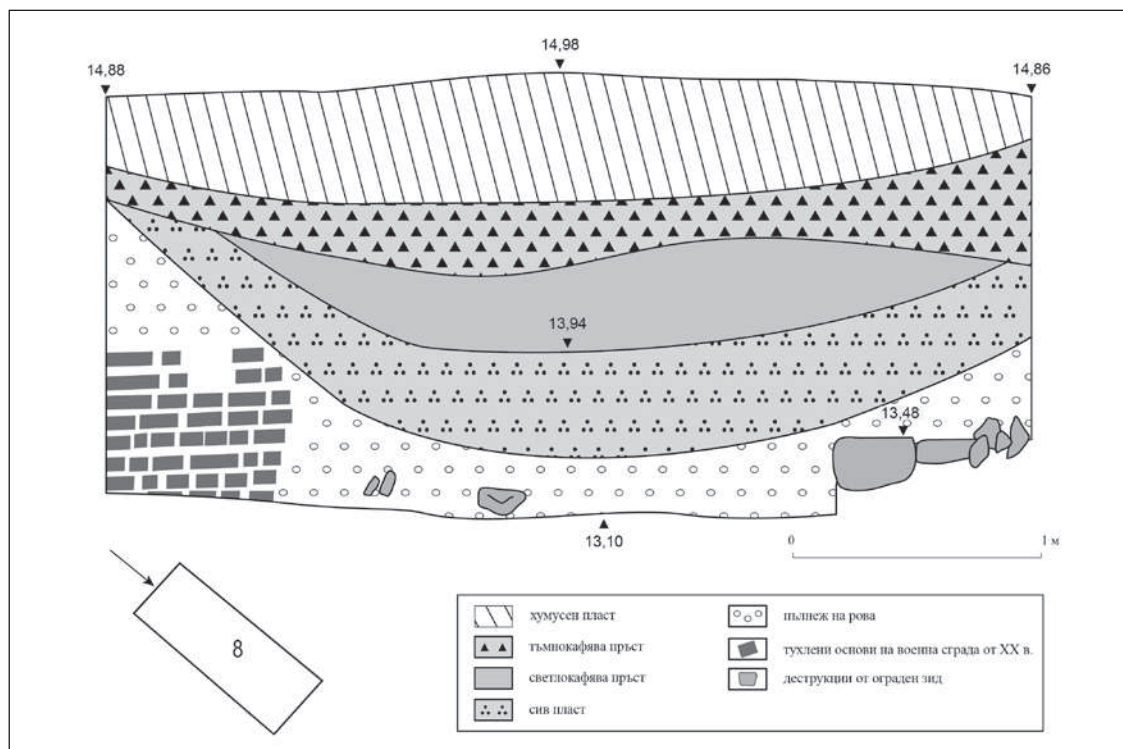 14,98
14,88
14,86
13,94
13,48
13,10
0 1 м
8
хумусен пласт
тъмнокафява пръст
светлокафява пръст
сив пласт
пълнеж на рова
тухлени основи на военна сграда от XX в.
деструкции от ограден зид